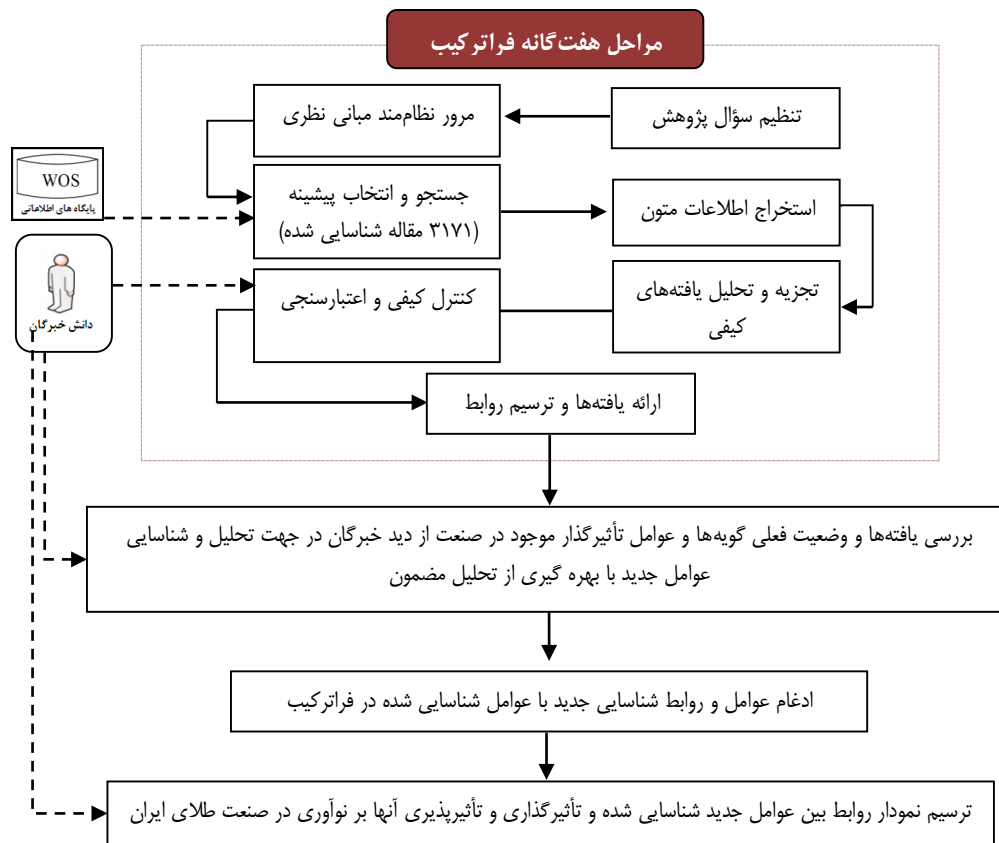 مراحل هفت‌گانه فراترکیب
تنظیم سؤال پژوهش
مرور نظام‌مند مبانی نظری
WOS
پایگاه های اطلاعاتی
جستجو و انتخاب پیشینه
(۳۱۷۱ مقاله شناسایی شده)
استخراج اطلاعات متون
تجزیه و تحلیل یافته‌های
کیفی
کنترل کیفی و اعتبارسنجی
دانش خبرگان
ارائه یافته‌ها و ترسیم روابط
بررسی یافته‌ها و وضعیت فعلی گویه‌ها و عوامل تأثیرگذار موجود در صنعت از دید خبرگان در جهت تحلیل و شناسایی
عوامل جدید با بهره گیری از تحلیل مضمون
ادغام عوامل و روابط شناسایی جدید با عوامل شناسایی شده در فراترکیب
ترسیم نمودار روابط بین عوامل جدید شناسایی شده و تأثیرگذاری و تأثیرپذیری آنها بر نوآوری در صنعت طلای ایران